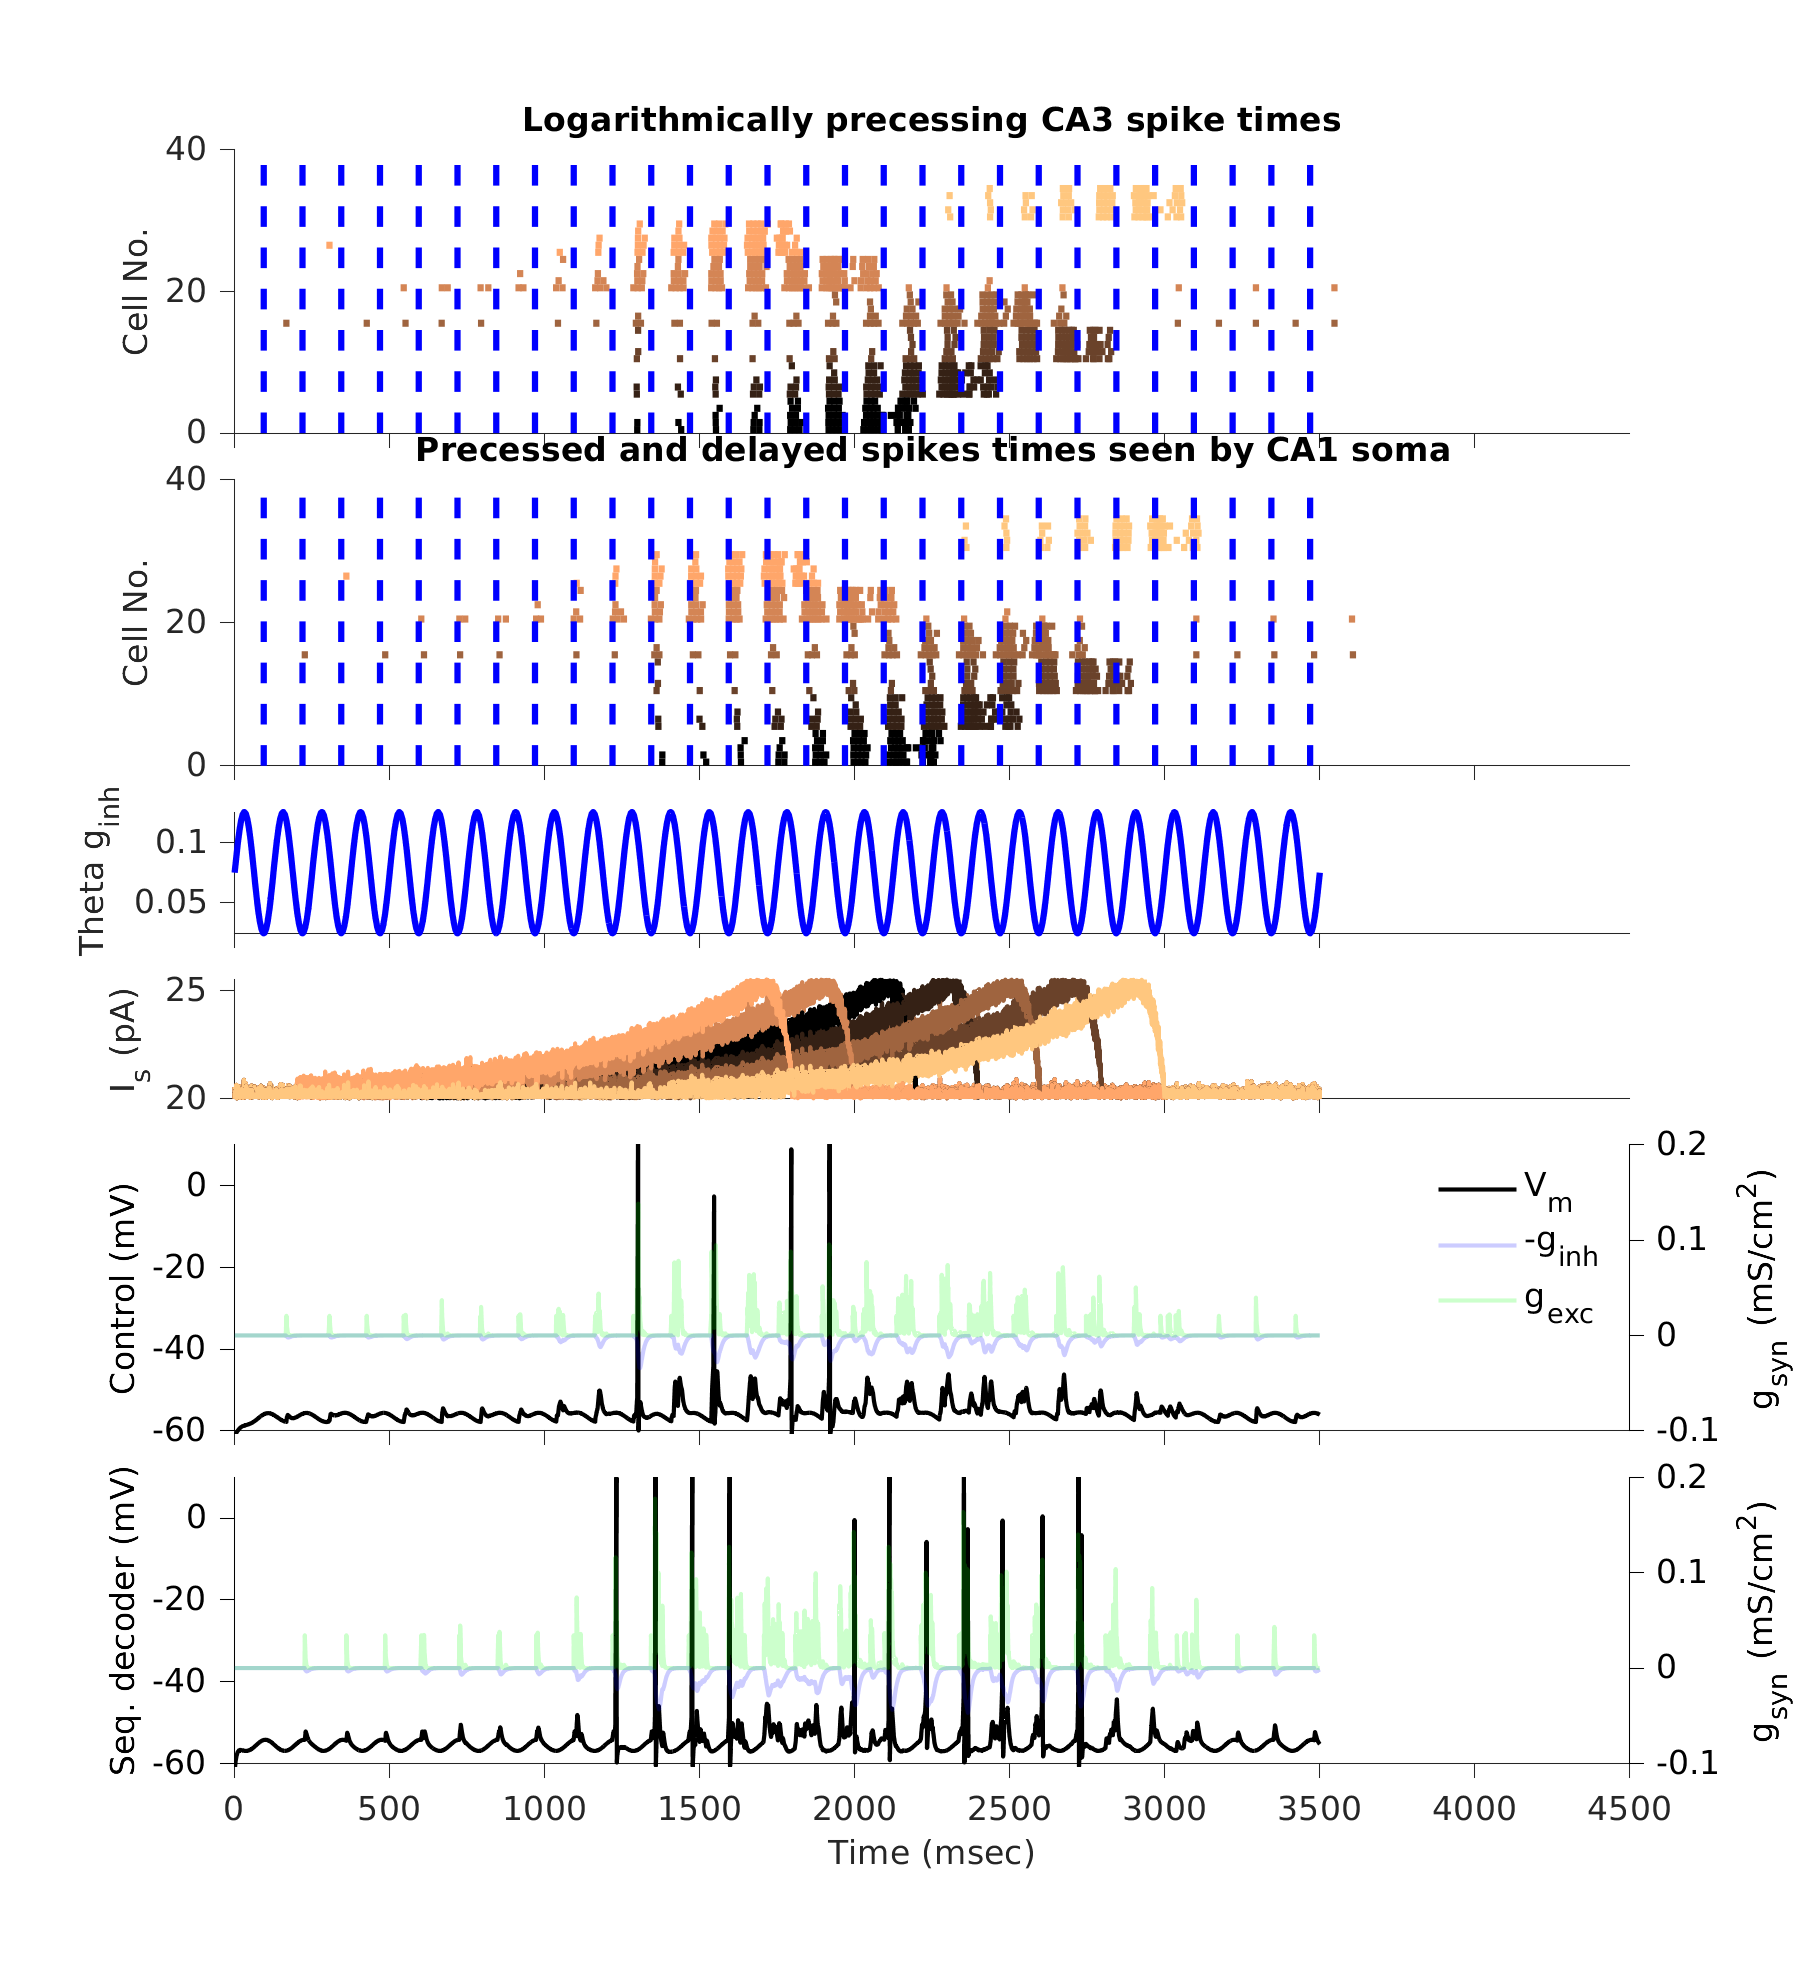 Logarithmically precessing CA3 spike times
40
20
0
Cell No.
Precessed and delayed spikes times seen by CA1 soma
40
20
0
Cell No.
0.1
0.05
Theta g_inh
25
20
I_s (pA)
0
-20
-40
-60
Control (mV)
V_m
-g_inh
g_exc
0.2
0.1
0
-0.1
g_syn (mS/cm^2)
0
-20
-40
-60
Seq. decoder (mV)
0.2
0.1
0
-0.1
g_syn (mS/cm^2)
0 500 1000 1500 2000 2500 3000 3500 4000 4500
Time (msec)